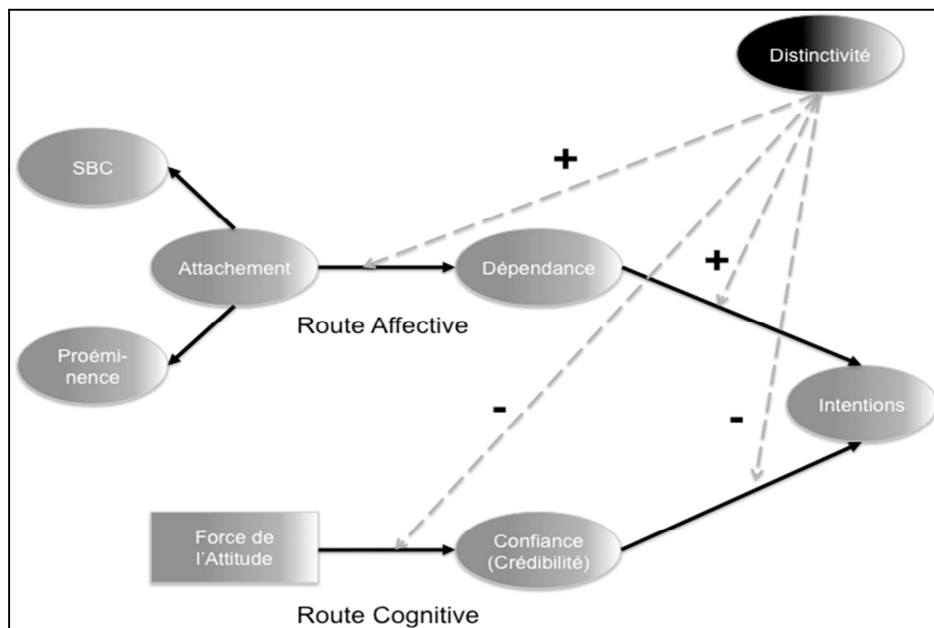 Distinctivité
SBC
+
Attachement
Dépendance
+
Route Affective
Proémi-
nence
-
Intentions
-
Force de
l'Attitude
Confiance
(Crédibilité)
Route Cognitive